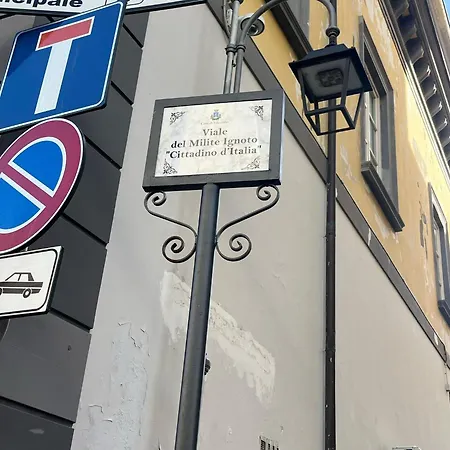 cipale
Viale
del Milite Ignoto
"Cittadino d'Italia"